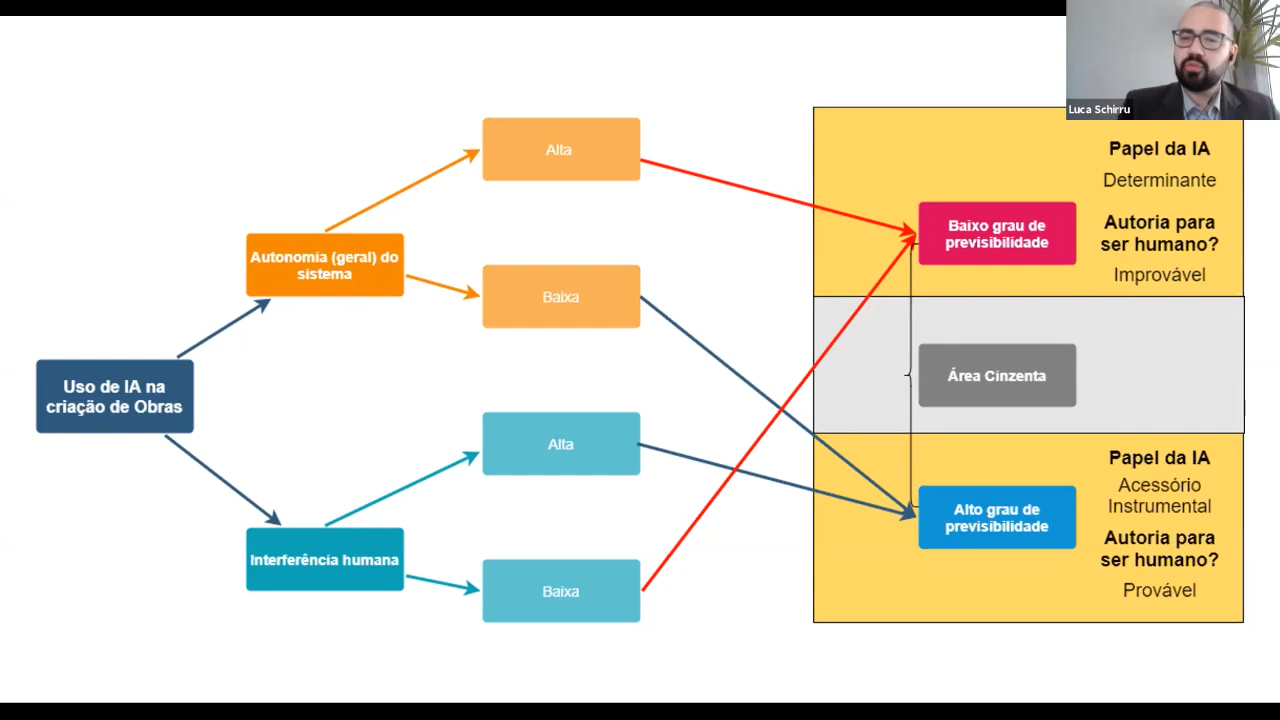 Luca Schirru
Uso de IA na
criação de Obras
Autonomia (geral) do
sistema
Interferência humana
Alta
Baixa
Alta
Baixa
Baixo grau de
previsibilidade
Papel da IA
Determinante
Autoria para
ser humano?
Improvável
Área Cinzenta
Alto grau de
previsibilidade
Papel da IA
Acessório
Instrumental
Autoria para
ser humano?
Provável